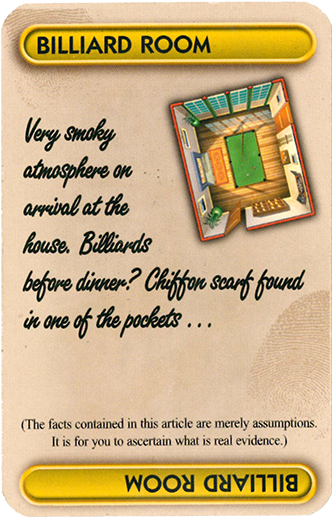 BILLIARD ROOM
Very smoky
atmosphere on
arrival at the
house. Billiards
before dinner? Chiffon scarf found
in one of the pockets . . .
(The facts contained in this article are merely assumptions.
It is for you to ascertain what is real evidence.)
BILLIARD ROOM